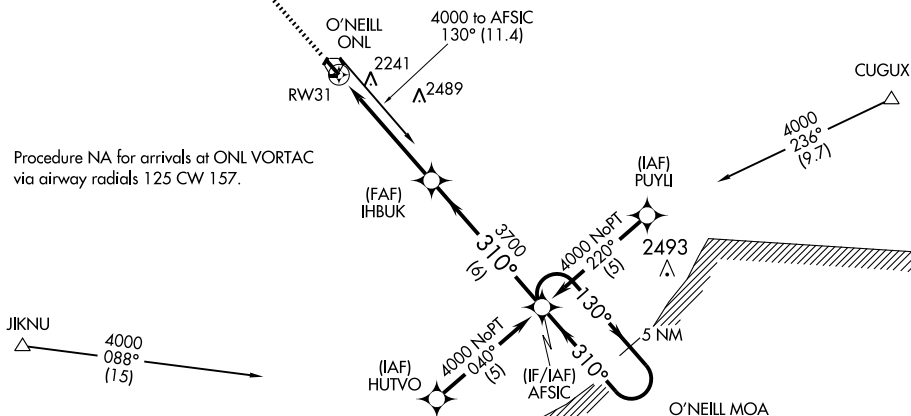 O'NEILL
ONL
4000 to AFSIC
130° (11.4)
2241
2489
RW31
CUGUX
4000
236°
(9.7)
Procedure NA for arrivals at ONL VORTAC
via airway radials 125 CW 157.
(FAF)
IHBUK
(IAF)
PUYLI
3700
310°
(6)
4000 NoPT
220°
(5)
2493
130°
5 NM
310°
JIKNU
4000
088°
(15)
(IAF)
HUTVO
4000 NoPT
040°
(5)
(IF/IAF)
AFSIC
O'NEILL MOA